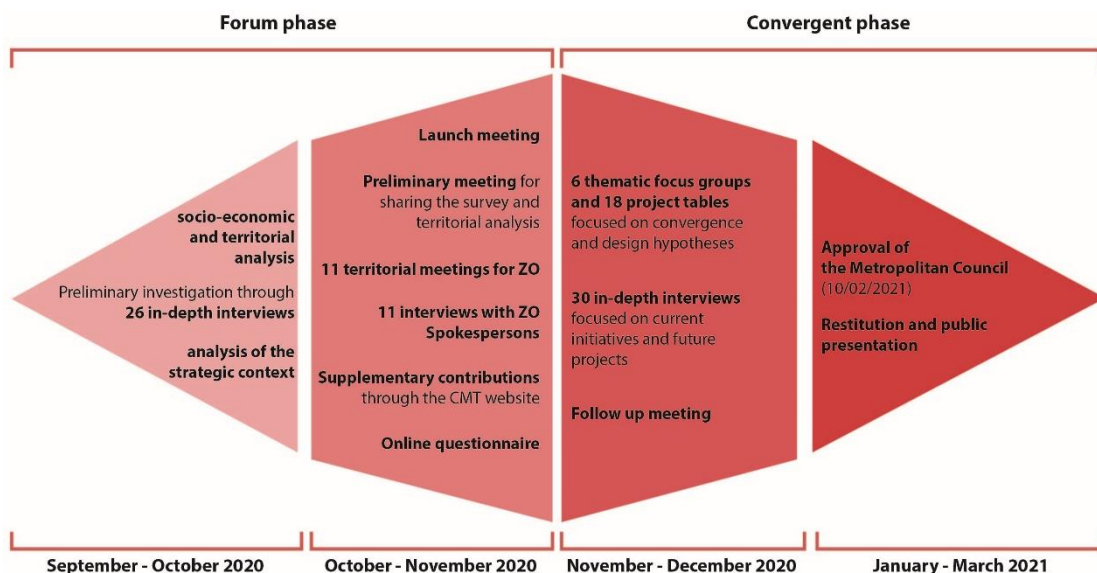 Forum phase
Convergent phase
socio-economic
and territorial
analysis
Preliminary investigation through
26 in-depth interviews
analysis of the
strategic context
Launch meeting
Preliminary meeting for
sharing the survey and
territorial analysis
11 territorial meetings for ZO
11 interviews with ZO
Spokespersons
Supplementary contributions
through the CMT website
Online questionnaire
6 thematic focus groups
and 18 project tables
focused on convergence
and design hypotheses
30 in-depth interviews
focused on current
initiatives and future
projects
Follow up meeting
Approval of
the Metropolitan Council
(10/02/2021)
Restitution and public
presentation
September - October 2020
October - November 2020
November - December 2020
January - March 2021